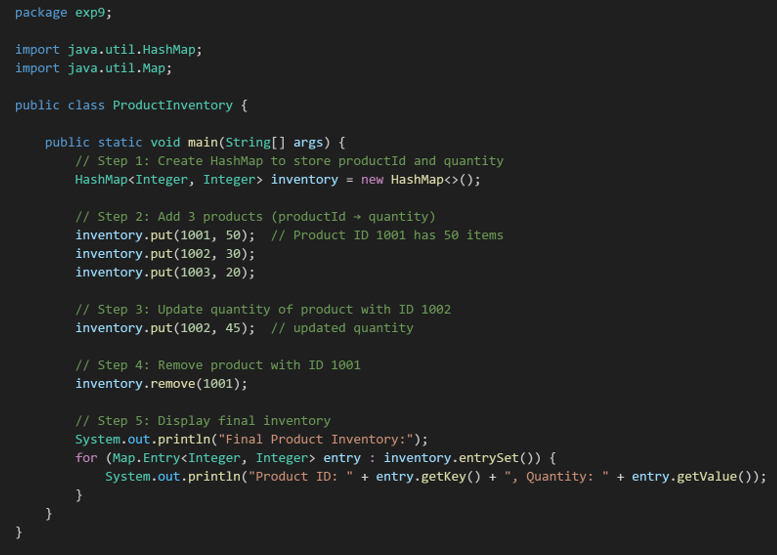 package exp9;

import java.util.HashMap;
import java.util.Map;

public class ProductInventory {

    public static void main(String[] args) {
        // Step 1: Create HashMap to store productId and quantity
        HashMap<Integer, Integer> inventory = new HashMap<>();

        // Step 2: Add 3 products (productId → quantity)
        inventory.put(1001, 50);  // Product ID 1001 has 50 items
        inventory.put(1002, 30);
        inventory.put(1003, 20);

        // Step 3: Update quantity of product with ID 1002
        inventory.put(1002, 45);  // updated quantity

        // Step 4: Remove product with ID 1001
        inventory.remove(1001);

        // Step 5: Display final inventory
        System.out.println("Final Product Inventory:");
        for (Map.Entry<Integer, Integer> entry : inventory.entrySet()) {
            System.out.println("Product ID: " + entry.getKey() + ", Quantity: " + entry.getValue());
        }
    }
}